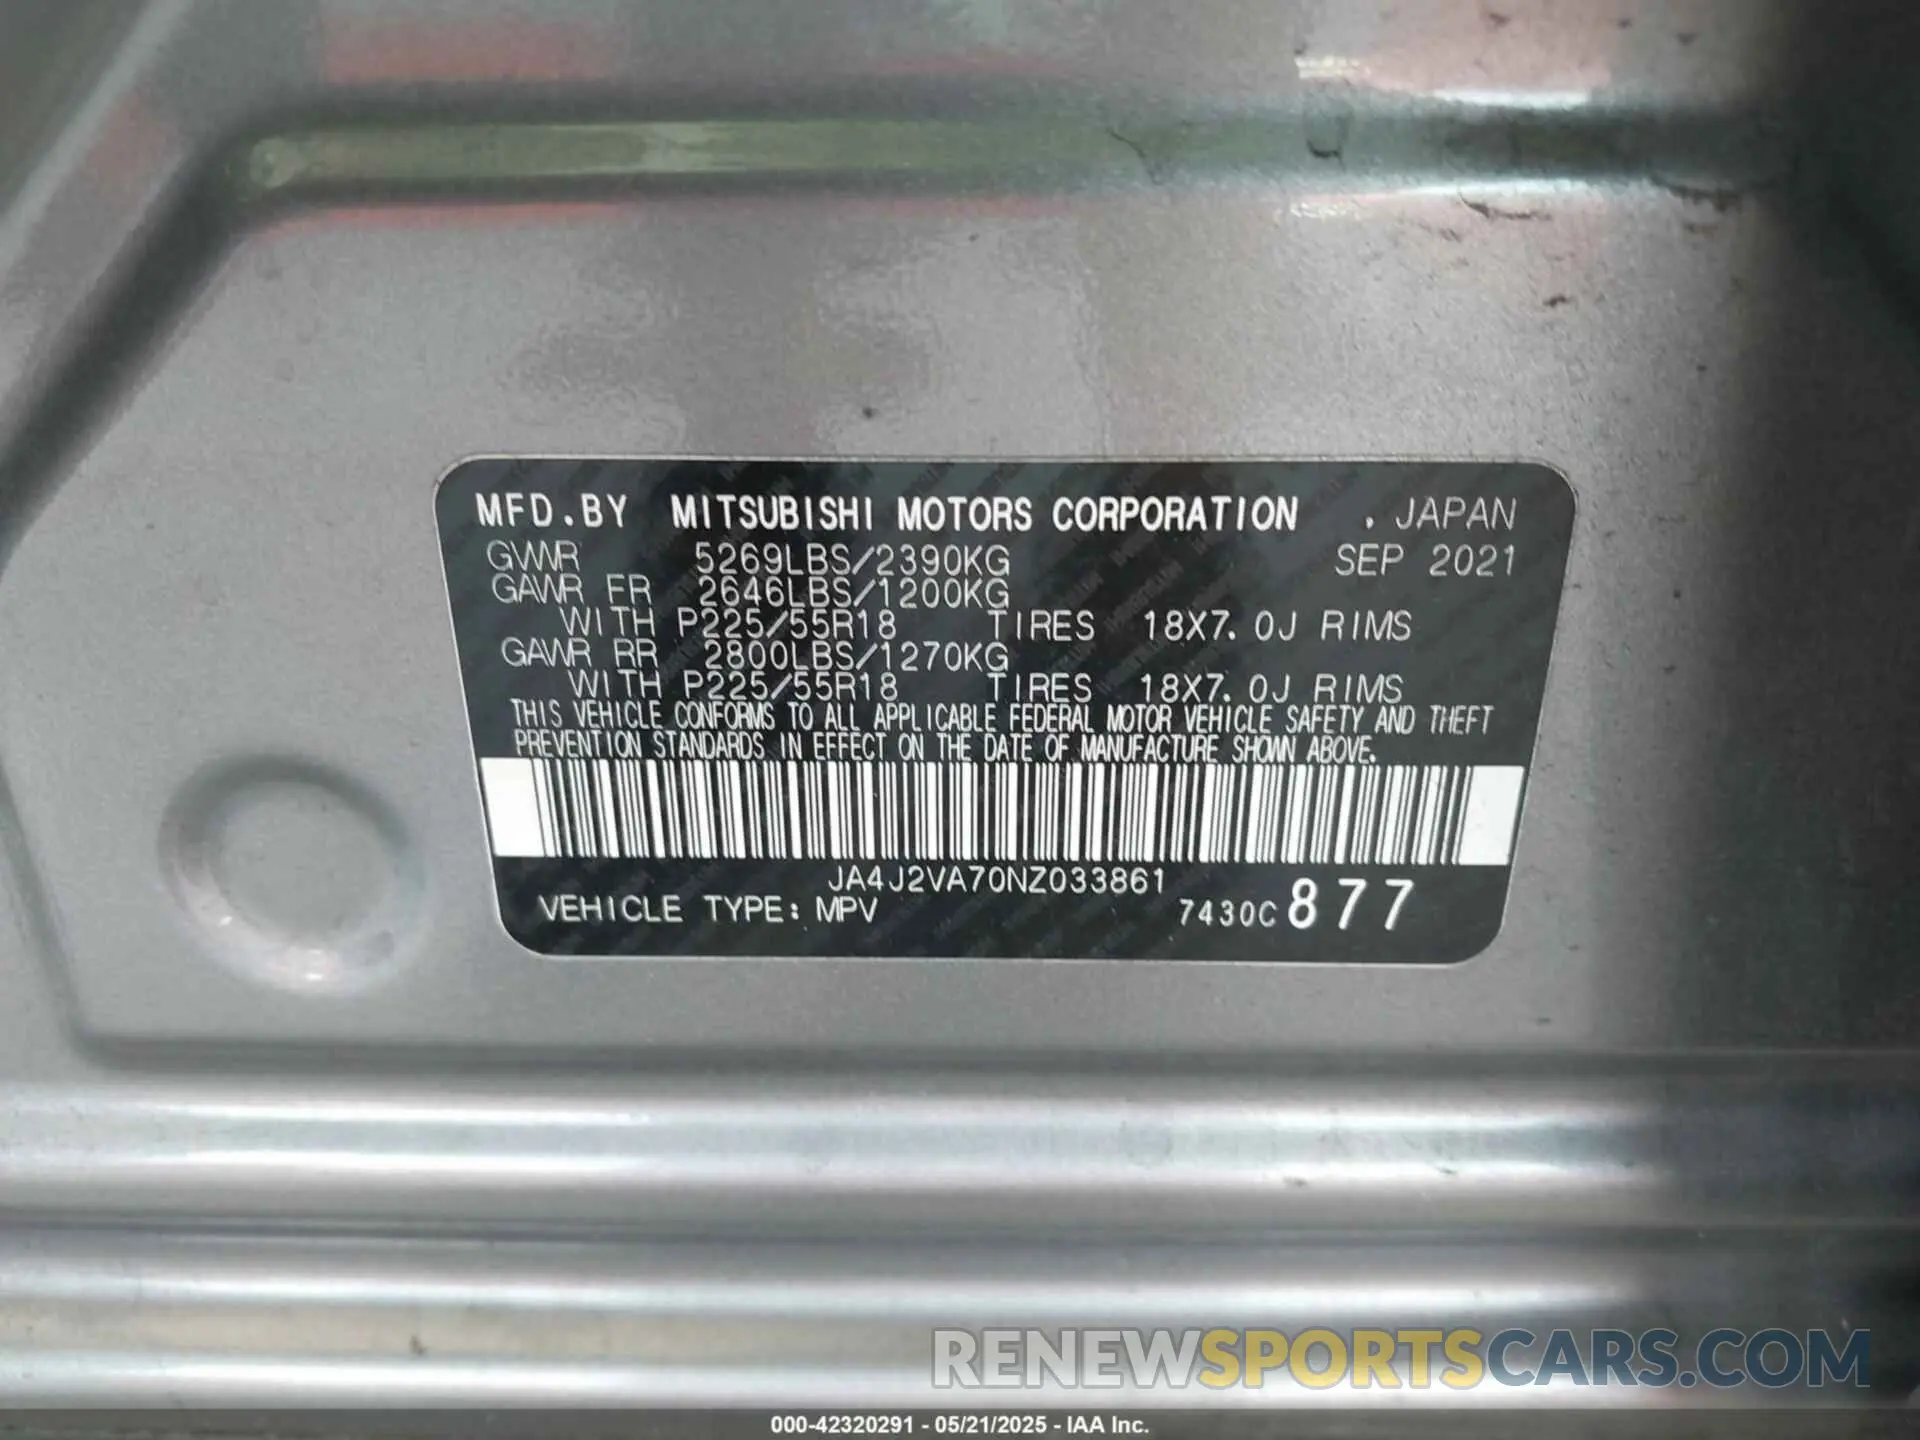 MFD.BY MITSUBISHI MOTORS CORPORATION . JAPAN
GVWR 5269LBS/2390KG SEP 2021
GAWR FR 2646LBS/1200KG
WITH P225/55R18 TIRES 18X7.0J RIMS
GAWR RR 2800LBS/1270KG
WITH P225/55R18 TIRES 18X7.0J RIMS
THIS VEHICLE CONFORMS TO ALL APPLICABLE FEDERAL MOTOR VEHICLE SAFETY AND THEFT
PREVENTION STANDARDS IN EFFECT ON THE DATE OF MANUFACTURE SHOWN ABOVE.
JA4J2VA70NZ033861
VEHICLE TYPE: MPV 7430C 877
RENEWSPORTSCARS.COM
000-42320291 - 05/21/2025 - IAA Inc.